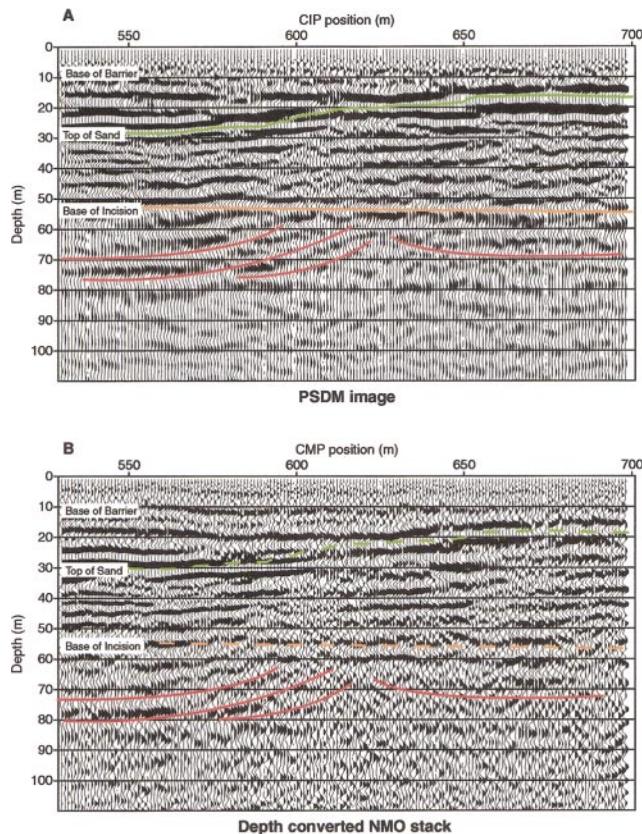 A
CIP position (m)
550 600 650 700
0
10
Base of Barrier
20
Top of Sand
30
40
50
Base of Incision
60
70
80
90
100
Depth (m)
PSDM image
B
CMP position (m)
550 600 650 700
0
10
Base of Barrier
20
30
Top of Sand
40
50
Base of Incision
60
70
80
90
100
Depth (m)
Depth converted NMO stack